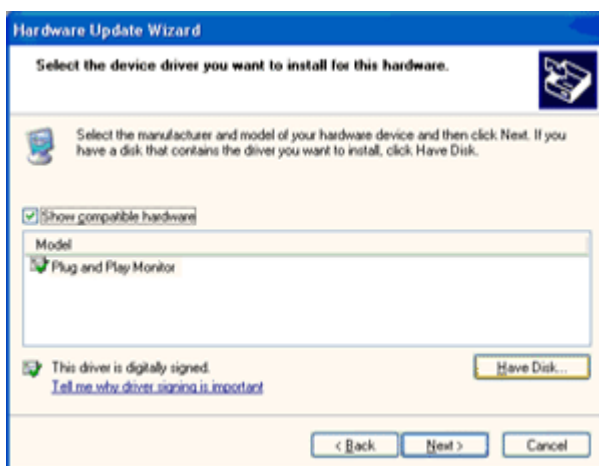 Hardware Update Wizard
Select the device driver you want to install for this hardware.
Select the manufacturer and model of your hardware device and then click Next. If you
have a disk that contains the driver you want to install, click Have Disk.
Show compatible hardware
Model
Plug and Play Monitor
This driver is digitally signed.
Have Disk...
Tell me why driver signing is important
< Back
Next >
Cancel